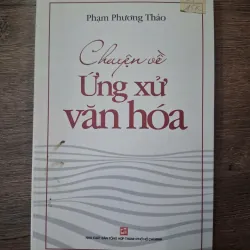 Phạm Phương Thảo
Chuyện về
Ứng xử
văn hóa